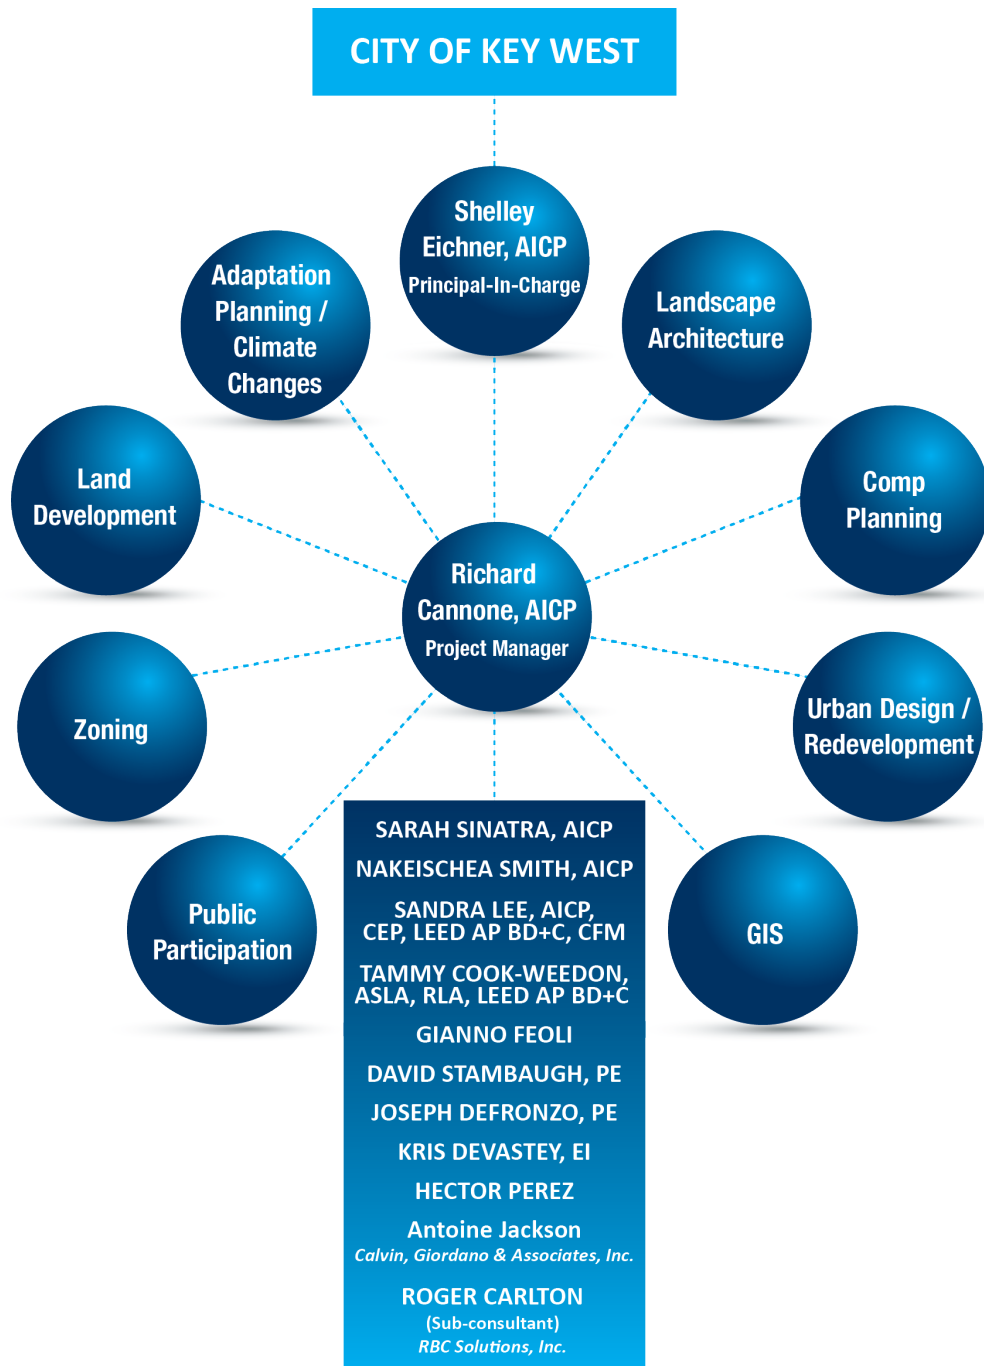 CITY OF KEY WEST
Shelley
Eichner, AICP
Principal-In-Charge
Adaptation
Planning /
Climate
Changes
Landscape
Architecture
Land
Development
Comp
Planning
Richard
Cannone, AICP
Project Manager
Zoning
Urban Design /
Redevelopment
Public
Participation
GIS
SARAH SINATRA, AICP
NAKEISCHEA SMITH, AICP
SANDRA LEE, AICP,
CEP, LEED AP BD+C, CFM
TAMMY COOK-WEEDON,
ASLA, RLA, LEED AP BD+C
GIANNO FEOLI
DAVID STAMBAUGH, PE
JOSEPH DEFRONZO, PE
KRIS DEVASTEY, EI
HECTOR PEREZ
Antoine Jackson
Calvin, Giordano & Associates, Inc.
ROGER CARLTON
(Sub-consultant)
RBC Solutions, Inc.